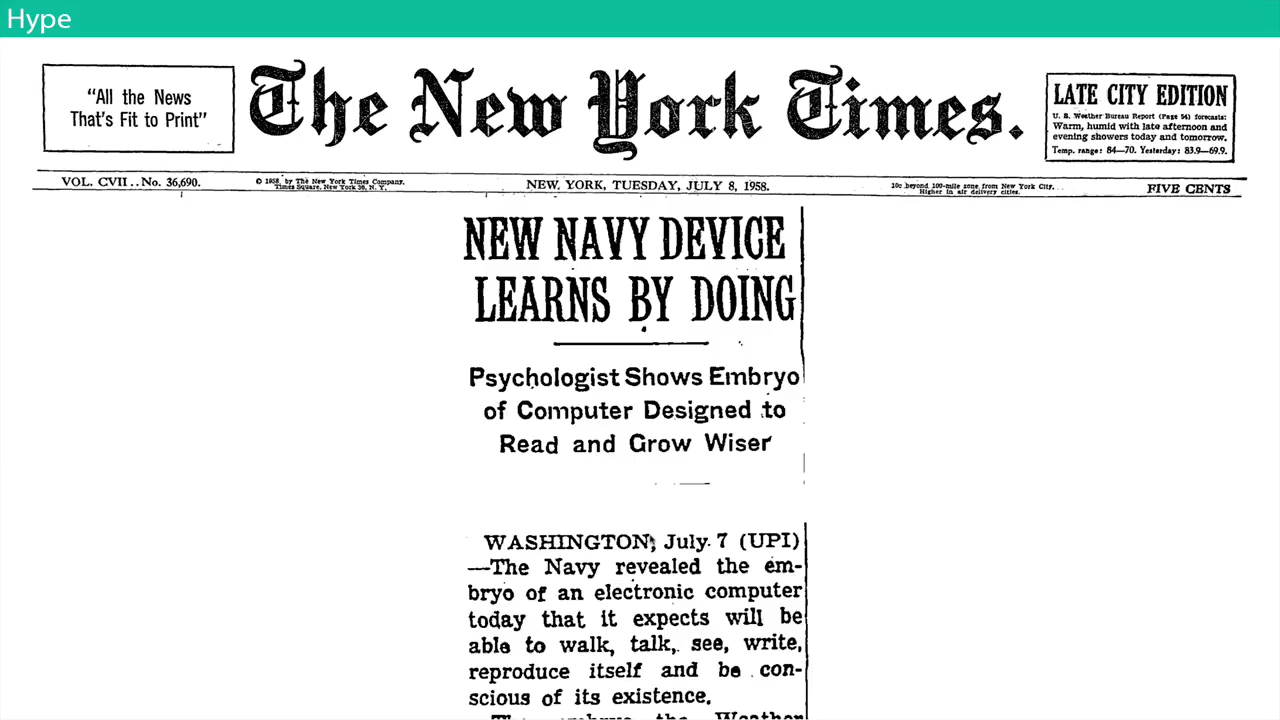 Hype
"All the News
That's Fit to Print"
The New York Times.
LATE CITY EDITION
U. S. Weather Bureau Report (Page 54) forecasts:
Warm, humid with late afternoon and
evening showers today and tomorrow.
Temp. range: 84—70. Yesterday: 83.9—69.9.
VOL. CVII..No. 36,690.
© 1958, by The New York Times Company.
Times Square, New York 36, N. Y.
NEW YORK, TUESDAY, JULY 8, 1958.
10c beyond 100-mile zone from New York City.
Higher in air delivery cities.
FIVE CENTS
NEW NAVY DEVICE
LEARNS BY DOING
Psychologist Shows Embryo
of Computer Designed to
Read and Grow Wiser
WASHINGTON, July 7 (UPI)
—The Navy revealed the em-
bryo of an electronic computer
today that it expects will be
able to walk, talk, see, write,
reproduce itself and be con-
scious of its existence.